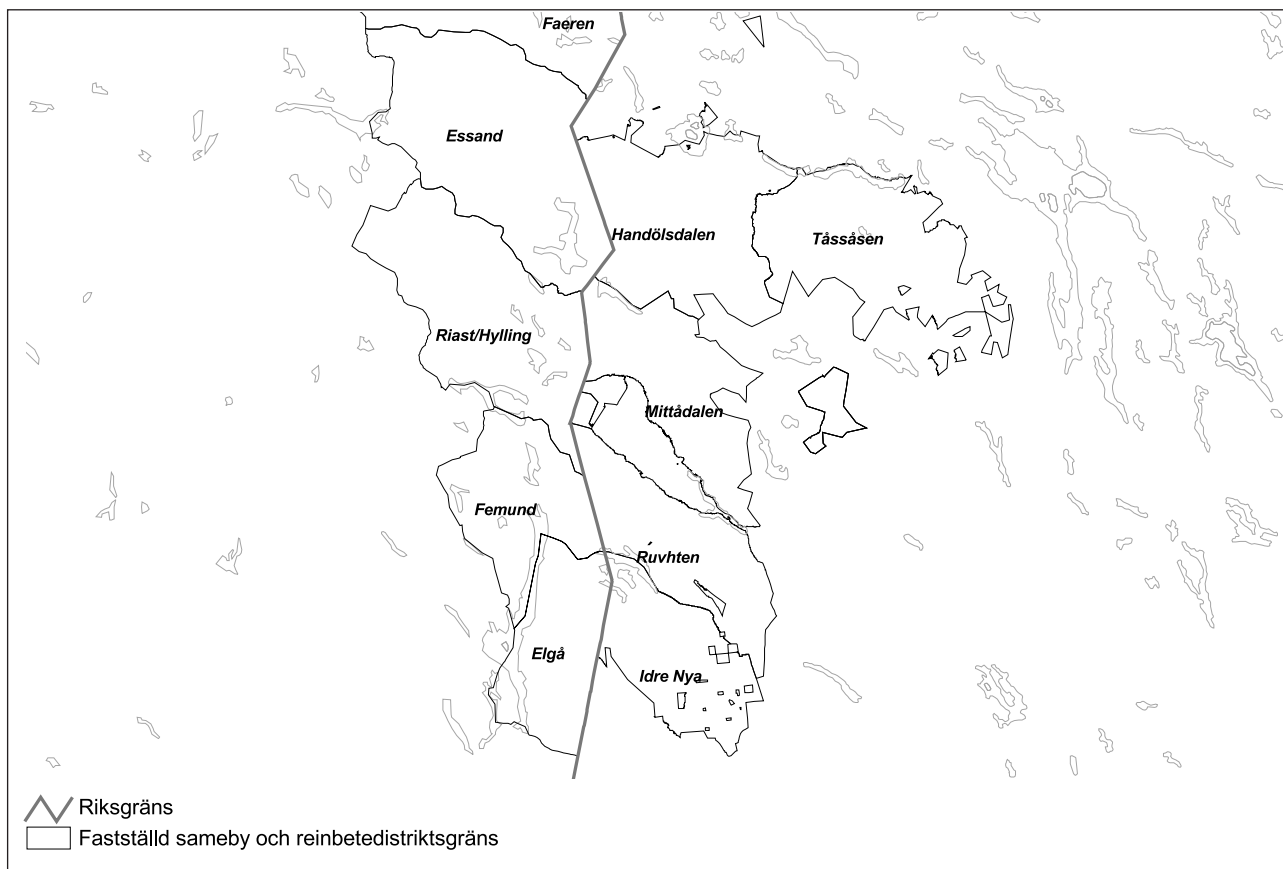 Faeren
Essand
Handölsdalen
Tåssåsen
Riast/Hylling
Mittådalen
Femund
Ruvhten
Elgå
Idre Nya
Riksgräns
Fastställd sameby och reinbetedistriktsgräns